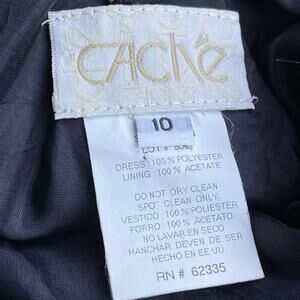 CACHÉ
10
LOT# 5068
DRESS: 100% POLYESTER
LINING: 100% ACETATE
DO NOT DRY CLEAN
SPOT CLEAN ONLY.
VESTIDO: 100% POLIESTER
FORRO: 100% ACETATO
NO LAVAR EN SECO
MANCHAR DEVEN DE SER
HECHO EN EE UU
RN # 62335